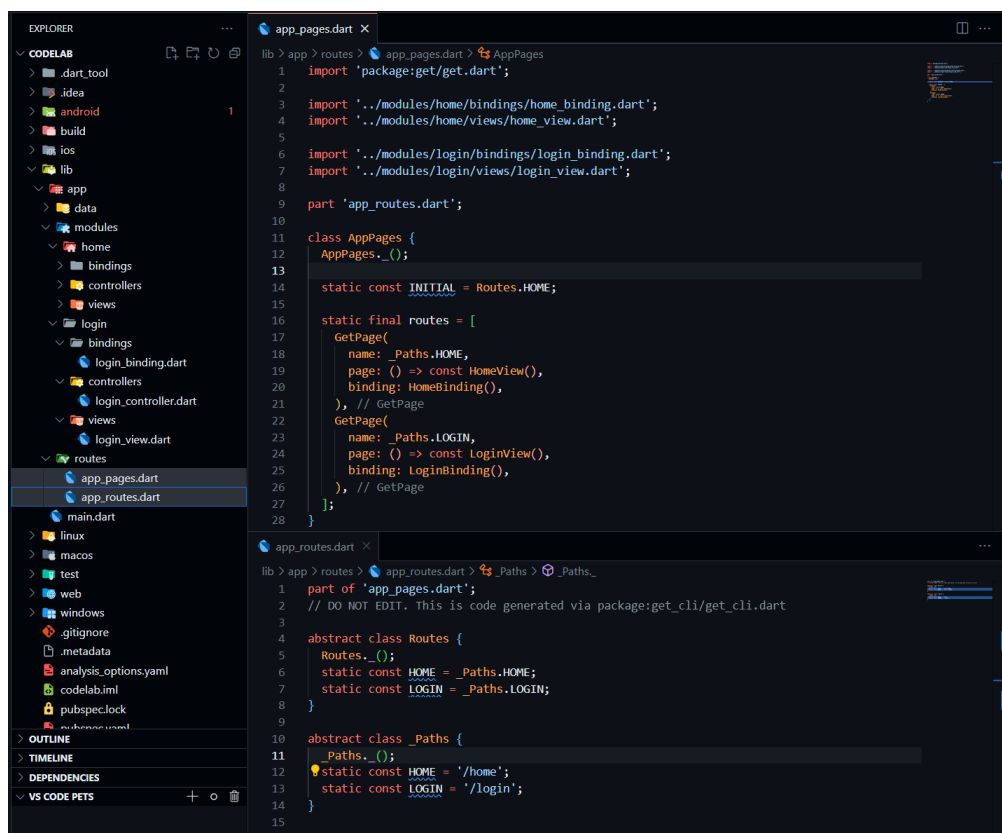 EXPLORER
CODELAB
.dart_tool
.idea
android 1
build
ios
lib
app
data
modules
home
bindings
controllers
views
login
bindings
login_binding.dart
controllers
login_controller.dart
views
login_view.dart
routes
app_pages.dart
app_routes.dart
main.dart
linux
macos
test
web
windows
.gitignore
.metadata
analysis_options.yaml
codelab.iml
pubspec.lock
pubspec.yaml
OUTLINE
TIMELINE
DEPENDENCIES
VS CODE PETS
app_pages.dart
lib > app > routes > app_pages.dart > AppPages
1 import 'package:get/get.dart';
2
3 import '../modules/home/bindings/home_binding.dart';
4 import '../modules/home/views/home_view.dart';
5
6 import '../modules/login/bindings/login_binding.dart';
7 import '../modules/login/views/login_view.dart';
8
9 part 'app_routes.dart';
10
11 class AppPages {
12 AppPages._();
13
14 static const INITIAL = Routes.HOME;
15
16 static final routes = [
17 GetPage(
18 name: _Paths.HOME,
19 page: () => const HomeView(),
20 binding: HomeBinding(),
21 ), // GetPage
22 GetPage(
23 name: _Paths.LOGIN,
24 page: () => const LoginView(),
25 binding: LoginBinding(),
26 ), // GetPage
27 ];
28 }
app_routes.dart
lib > app > routes > app_routes.dart > _Paths > _Paths._
1 part of 'app_pages.dart';
2 // DO NOT EDIT. This is code generated via package:get_cli/get_cli.dart
3
4 abstract class Routes {
5 Routes._();
6 static const HOME = _Paths.HOME;
7 static const LOGIN = _Paths.LOGIN;
8 }
9
10 abstract class _Paths {
11 _Paths._();
12 static const HOME = '/home';
13 static const LOGIN = '/login';
14 }
15